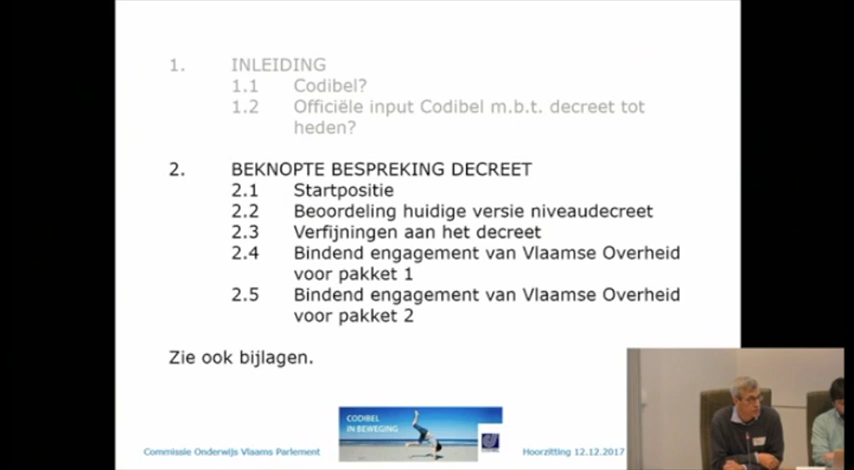 1. INLEIDING
1.1 Codibel?
1.2 Officiële input Codibel m.b.t. decreet tot
heden?
2. BEKNOPTE BESPREKING DECREET
2.1 Startpositie
2.2 Beoordeling huidige versie niveaudecreet
2.3 Verfijningen aan het decreet
2.4 Bindend engagement van Vlaamse Overheid
voor pakket 1
2.5 Bindend engagement van Vlaamse Overheid
voor pakket 2
Zie ook bijlagen.
CODIBEL
IN BEWEGING
Commissie Onderwijs Vlaams Parlement
Hoorzitting 12.12.2017